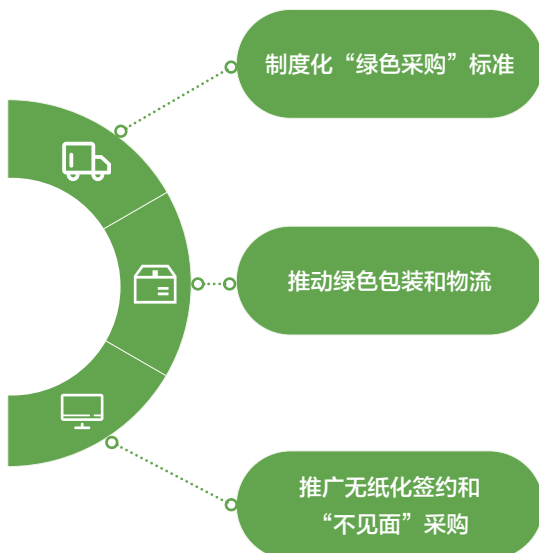 制度化“绿色采购”标准
推动绿色包装和物流
推广无纸化签约和
“不见面”采购